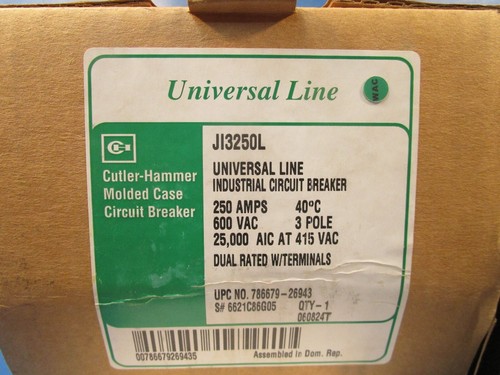 Universal Line
WAC
JI3250L
Cutler-Hammer
Molded Case
Circuit Breaker
UNIVERSAL LINE
INDUSTRIAL CIRCUIT BREAKER
250 AMPS 40°C
600 VAC 3 POLE
25,000 AIC AT 415 VAC
DUAL RATED W/TERMINALS
UPC NO. 786679-26943
S# 6621C86G05 QTY-1
060824T
00786679269435
Assembled In Dom. Rep.